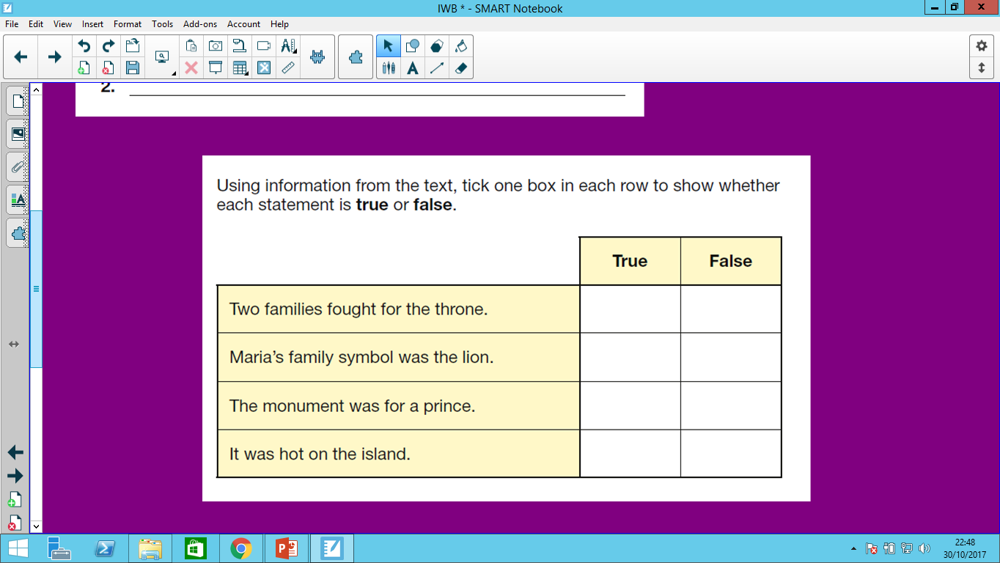 IWB * - SMART Notebook
File Edit View Insert Format Tools Add-ons Account Help
2.
Using information from the text, tick one box in each row to show whether
each statement is true or false.
True False
Two families fought for the throne.
Maria’s family symbol was the lion.
The monument was for a prince.
It was hot on the island.
22:48
30/10/2017